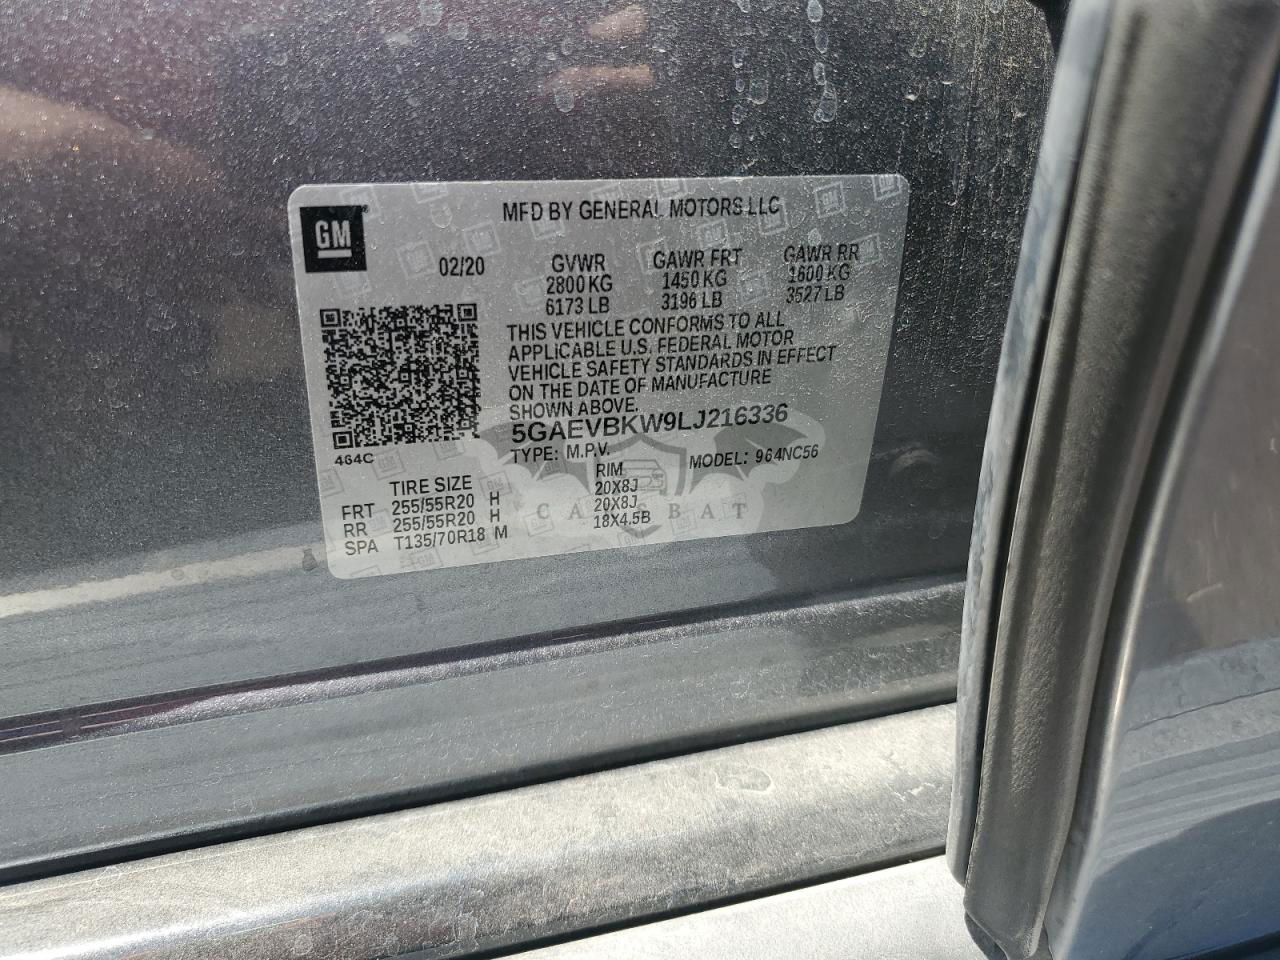 GM
MFD BY GENERAL MOTORS LLC
02/20
GVWR GAWR FRT GAWR RR
2800 KG 1450 KG 1600 KG
6173 LB 3196 LB 3527 LB
THIS VEHICLE CONFORMS TO ALL
APPLICABLE U.S. FEDERAL MOTOR
VEHICLE SAFETY STANDARDS IN EFFECT
ON THE DATE OF MANUFACTURE
SHOWN ABOVE.
5GAEVBKW9LJ216336
464C
TYPE: M.P.V. MODEL: 964NC56
TIRE SIZE RIM
FRT 255/55R20 H 20X8J
RR 255/55R20 H 20X8J
SPA T135/70R18 M 18X4.5B
CARSBAT